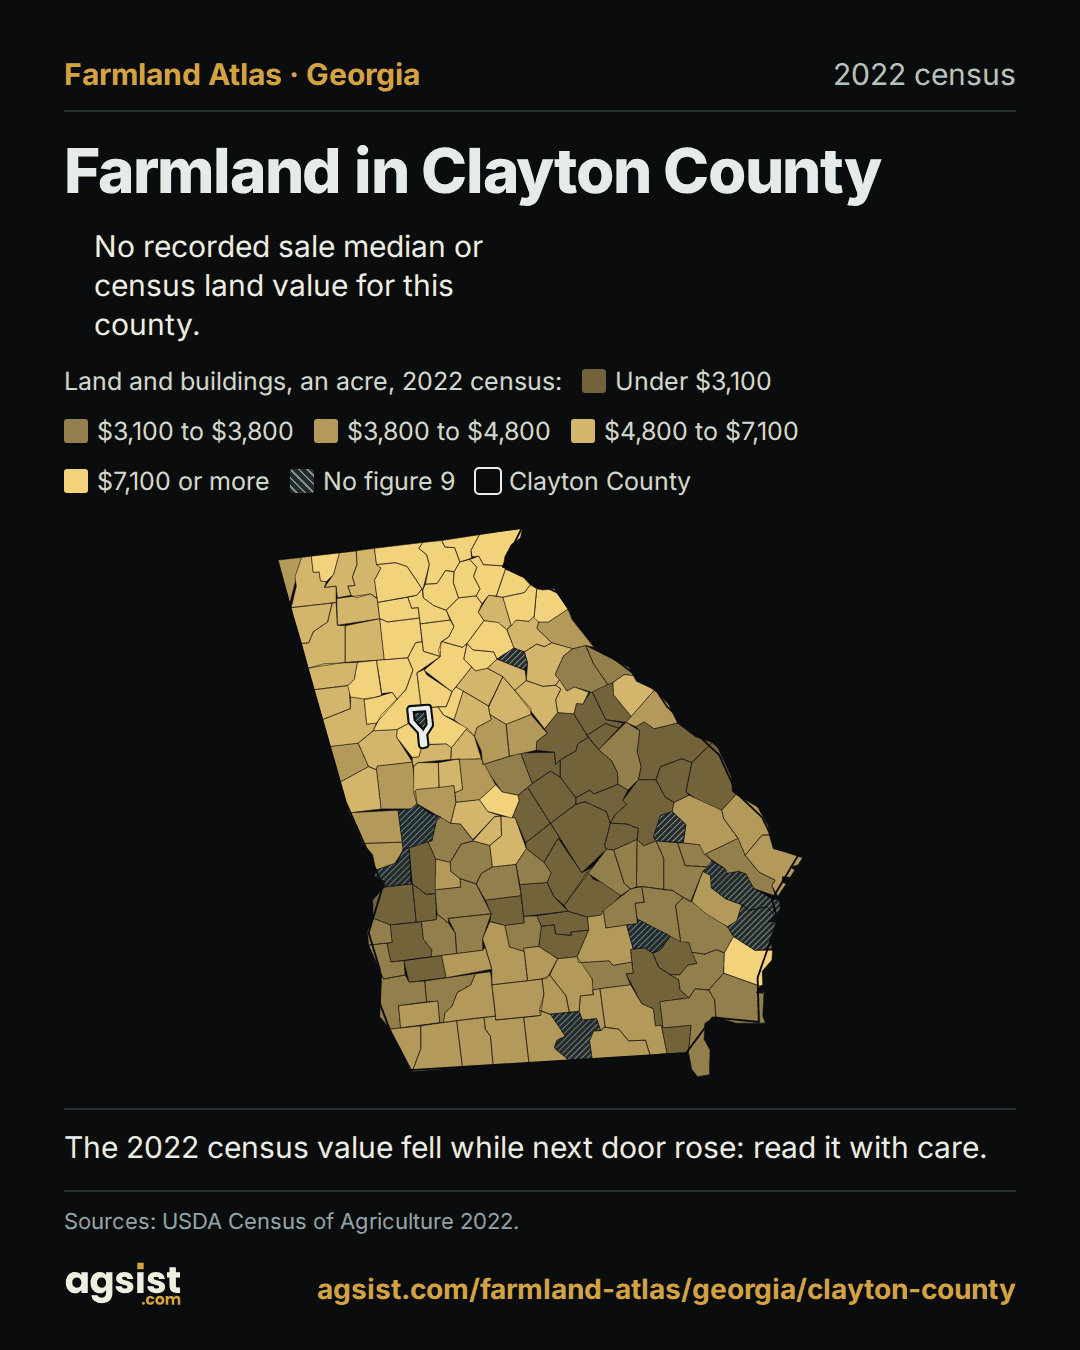 Farmland Atlas · Georgia
2022 census
Farmland in Clayton County
No recorded sale median or
census land value for this
county.
Land and buildings, an acre, 2022 census: Under $3,100
$3,100 to $3,800 $3,800 to $4,800 $4,800 to $7,100
$7,100 or more No figure 9 Clayton County
The 2022 census value fell while next door rose: read it with care.
Sources: USDA Census of Agriculture 2022.
agsist
.com
agsist.com/farmland-atlas/georgia/clayton-county